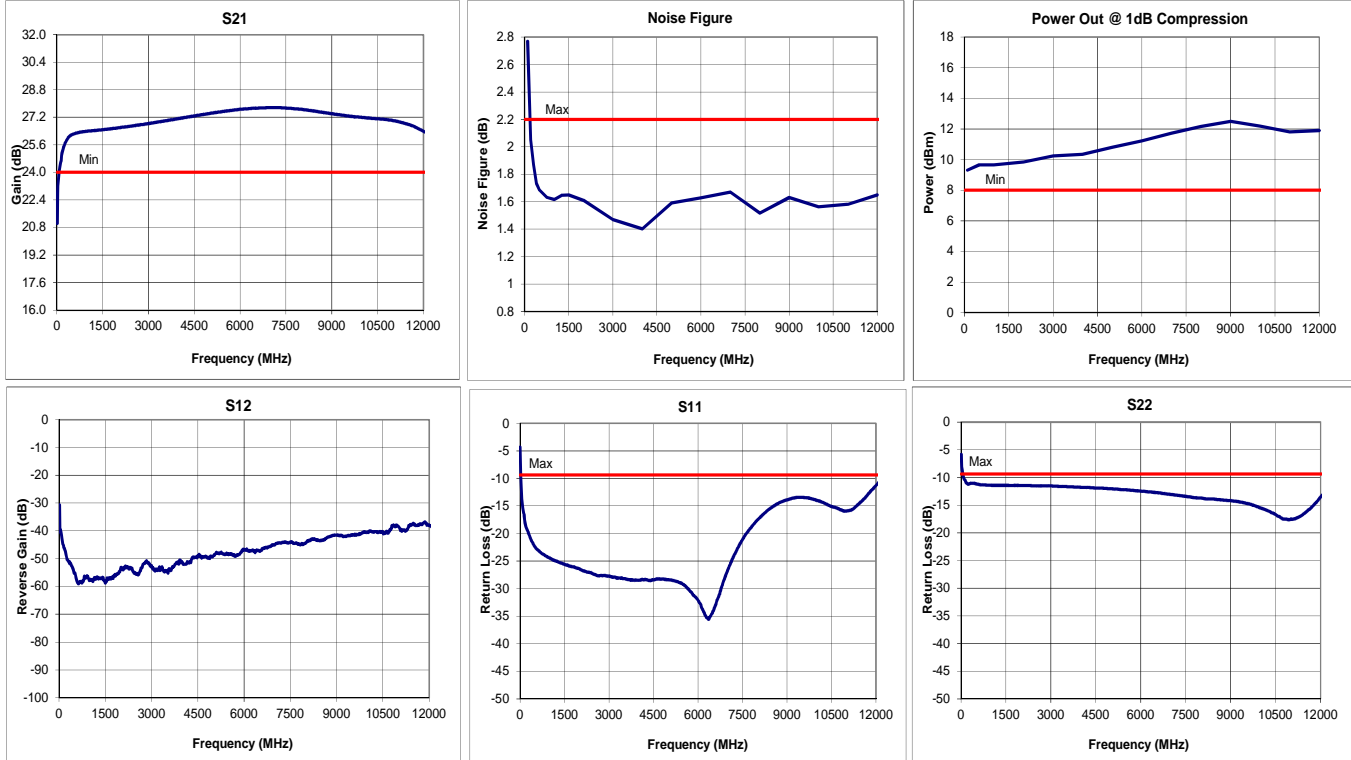 S21
Gain (dB)
32.0
30.4
28.8
27.2
25.6
24.0
22.4
20.8
19.2
17.6
16.0
Min
0 1500 3000 4500 6000 7500 9000 10500 12000
Frequency (MHz)
Noise Figure
Noise Figure (dB)
2.8
2.6
2.4
2.2
2
1.8
1.6
1.4
1.2
1
0.8
Max
0 1500 3000 4500 6000 7500 9000 10500 12000
Frequency (MHz)
Power Out @ 1dB Compression
Power (dBm)
18
16
14
12
10
8
6
4
2
0
Min
0 1500 3000 4500 6000 7500 9000 10500 12000
Frequency (MHz)
S12
Reverse Gain (dB)
0
-10
-20
-30
-40
-50
-60
-70
-80
-90
-100
0 1500 3000 4500 6000 7500 9000 10500 12000
Frequency (MHz)
S11
Return Loss (dB)
0
-5
-10
-15
-20
-25
-30
-35
-40
-45
-50
Max
0 1500 3000 4500 6000 7500 9000 10500 12000
Frequency (MHz)
S22
Return Loss (dB)
0
-5
-10
-15
-20
-25
-30
-35
-40
-45
-50
Max
0 1500 3000 4500 6000 7500 9000 10500 12000
Frequency (MHz)